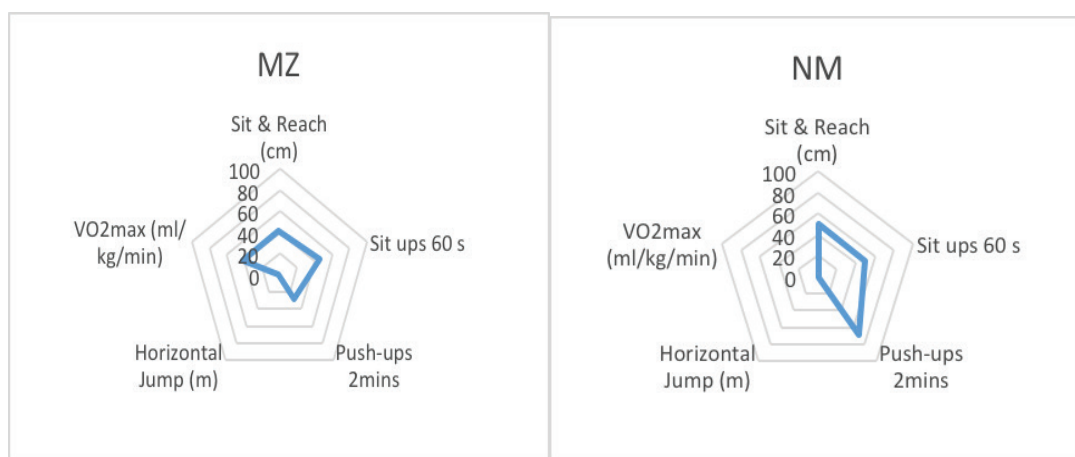 MZ
Sit & Reach
(cm)
100
80
60
40
20
0
VO2max (ml/
kg/min)
Sit ups 60 s
Horizontal
Jump (m)
Push-ups
2mins
NM
Sit & Reach
(cm)
100
80
60
40
20
0
VO2max
(ml/kg/min)
Sit ups 60 s
Horizontal
Jump (m)
Push-ups
2mins